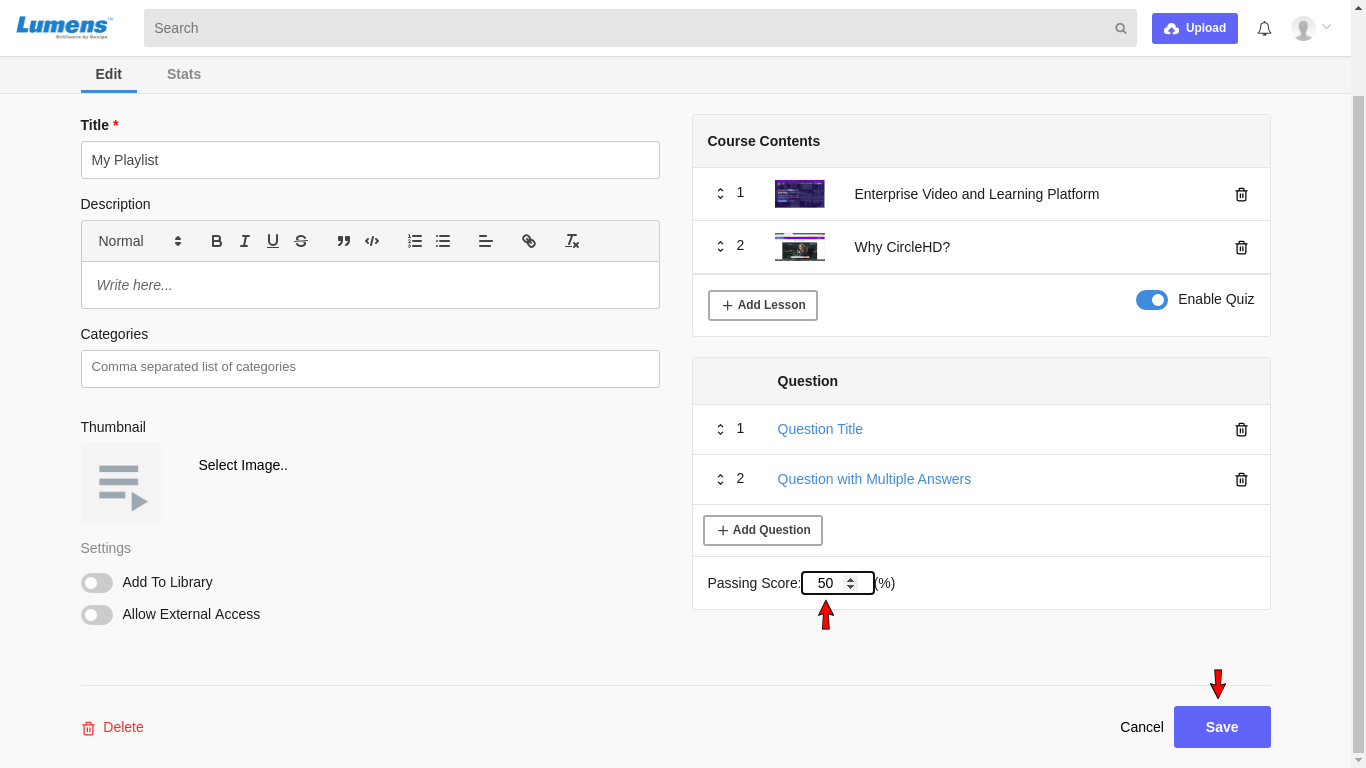 Lumens™
Brilliance by Design
Search
Upload
Edit
Stats
Title *
My Playlist
Description
Normal
Write here...
Categories
Comma separated list of categories
Thumbnail
Select Image..
Settings
Add To Library
Allow External Access
Course Contents
1 Enterprise Video and Learning Platform
2 Why CircleHD?
Add Lesson
Enable Quiz
Question
1 Question Title
2 Question with Multiple Answers
Add Question
Passing Score: 50 (%)
Delete
Cancel
Save